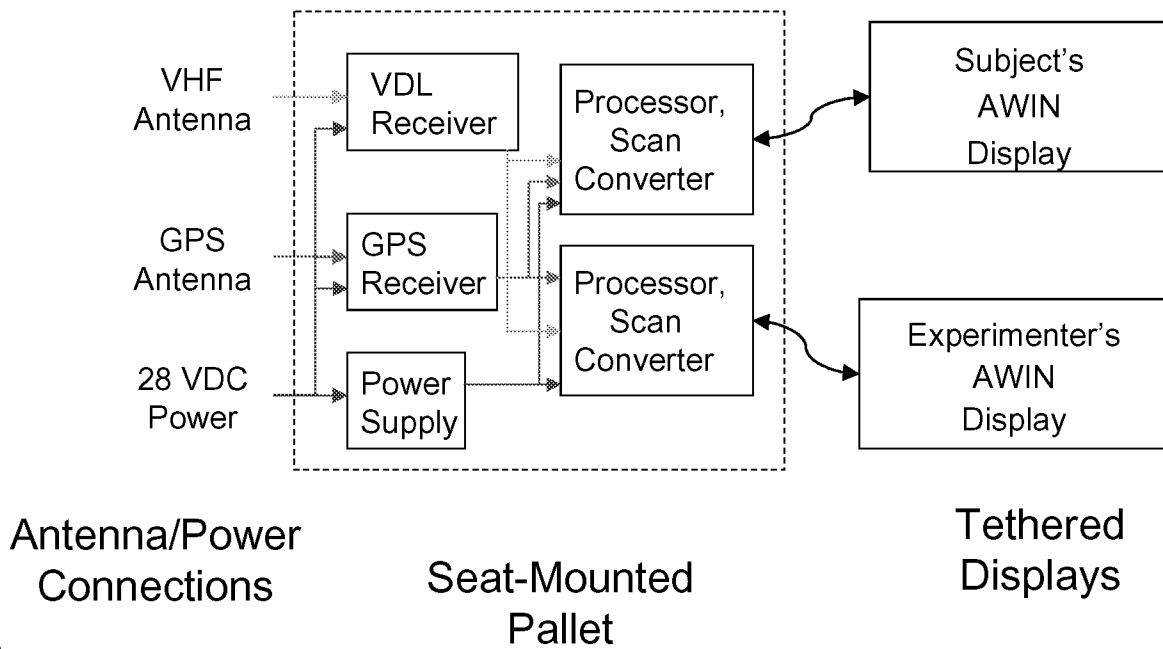 VHF
Antenna
GPS
Antenna
28 VDC
Power
VDL
Receiver
GPS
Receiver
Power
Supply
Processor,
Scan
Converter
Processor,
Scan
Converter
Subject's
AWIN
Display
Experimenter's
AWIN
Display
Antenna/Power
Connections
Seat-Mounted
Pallet
Tethered
Displays